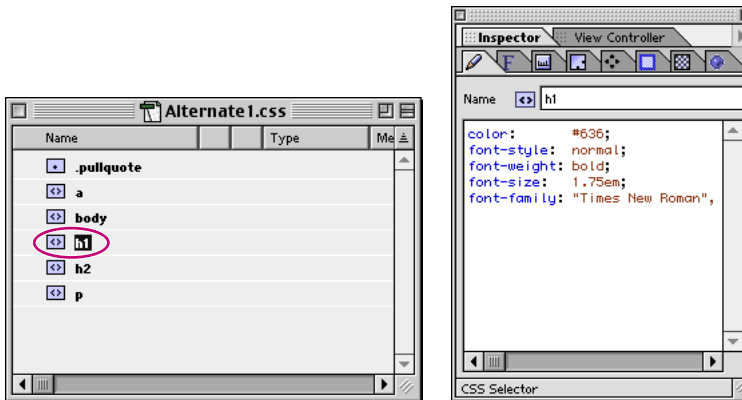 Alternate1.css
Name Type Me
.pullquote
a
body
h1
h2
p
Inspector View Controller
F
Name h1
color: #636;
font-style: normal;
font-weight: bold;
font-size: 1.75em;
font-family: "Times New Roman",
CSS Selector